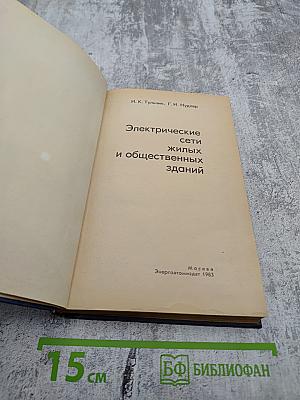 И. К. Тульчин, Г. И. Нудлер
Электрические
сети
жилых
и общественных
зданий
Москва
Энергоатомиздат 1983
15 см
БФ БИБЛИОФАН